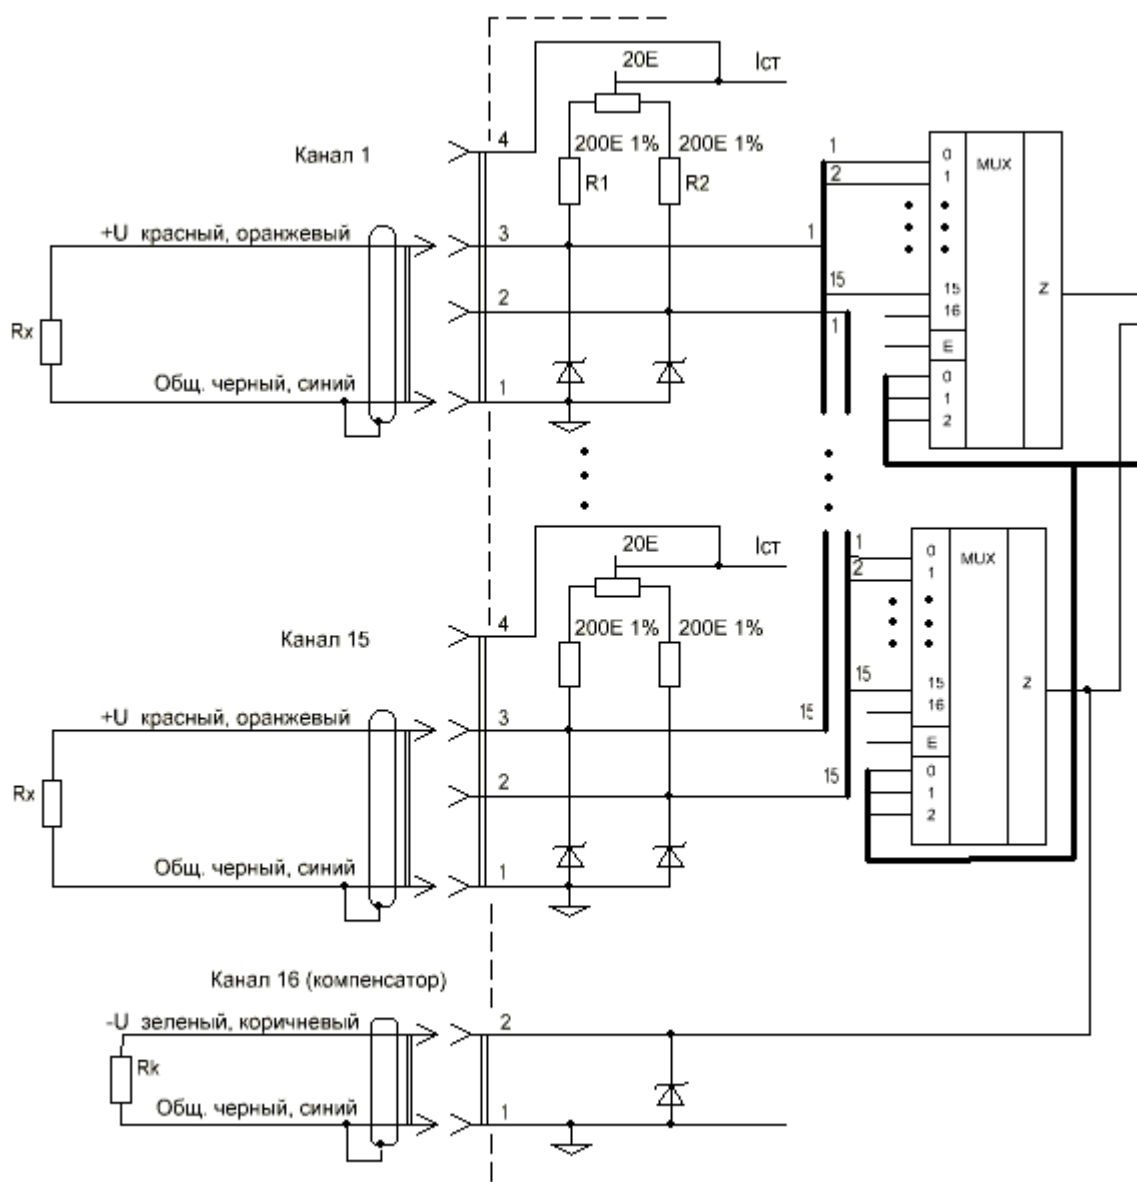 20E
Iст
4
Канал 1
200E 1% 200E 1%
R1
R2
1
2
0
1
MUX
+U красный, оранжевый
3
1
15
15
16
Z
2
1
Rx
E
Общ. черный, синий
1
0
1
2
20E
Iст
1
2
0
1
MUX
4
Канал 15
200E 1% 200E 1%
15
15
16
Z
+U красный, оранжевый
3
15
E
Rx
2
15
0
1
2
Общ. черный, синий
1
Канал 16 (компенсатор)
-U зеленый, коричневый
2
Rk
Общ. черный, синий
1